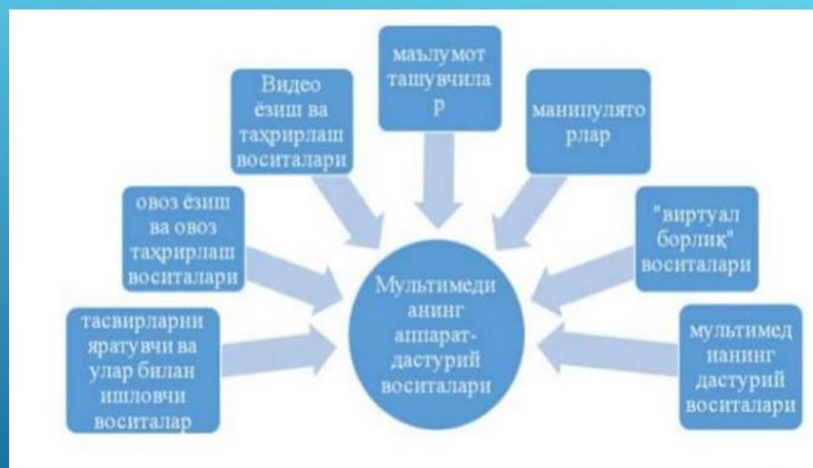 маълумот
ташувчила
р
Видео
ёзиш ва
таҳрирлаш
воситалари
манипулято
рлар
овоз ёзиш
ва овоз
таҳрирлаш
воситалари
"виртуал
борлиқ"
воситалари
тасвирларни
яратувчи ва
улар билан
ишловчи
воситалар
Мультимеди
анинг
аппарат-
дастурий
воситалари
мультимед
ианинг
дастурий
воситалари